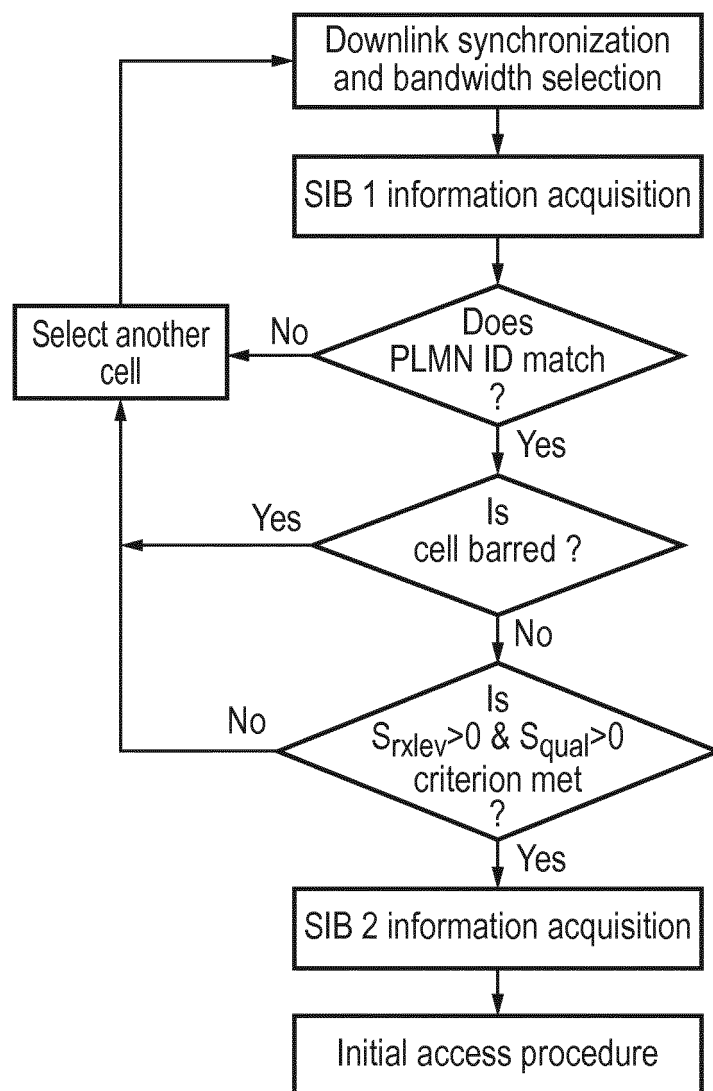 Downlink synchronization
and bandwidth selection
SIB 1 information acquisition
Select another
cell
No
Does
PLMN ID match
?
Yes
Yes
Is
cell barred ?
No
No
Is
Srxlev>0 & Squal>0
criterion met
?
Yes
SIB 2 information acquisition
Initial access procedure